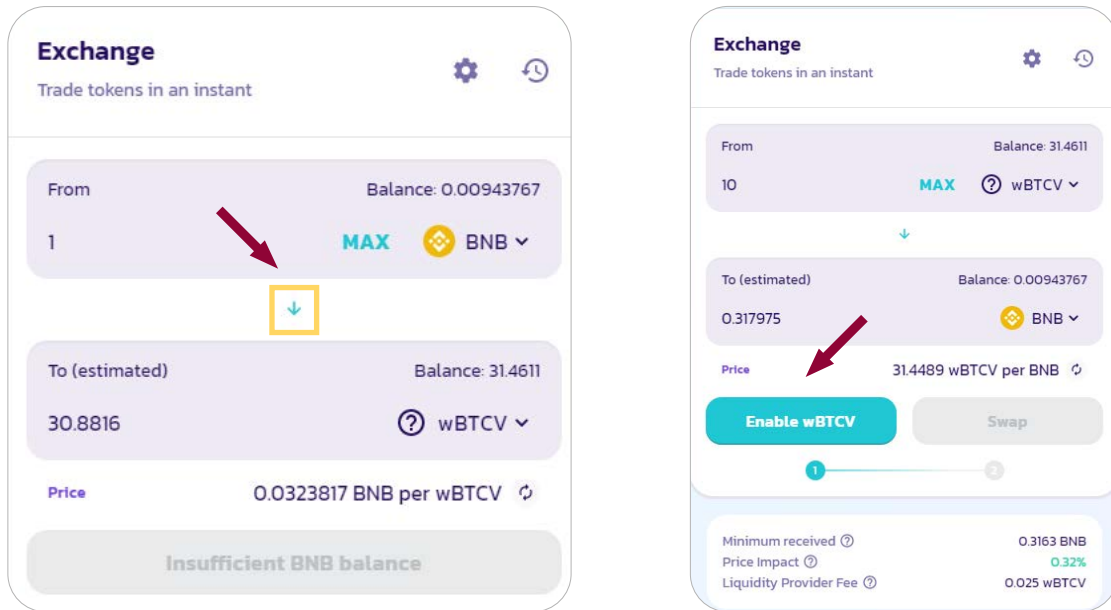 Exchange
Trade tokens in an instant
From
Balance: 0.00943767
1
MAX
BNB
To (estimated)
Balance: 31.4611
30.8816
wBTCV
Price
0.0323817 BNB per wBTCV
Insufficient BNB balance
Exchange
Trade tokens in an instant
From
Balance: 31.4611
10
MAX
wBTCV
To (estimated)
Balance: 0.00943767
0.317975
BNB
Price
31.4489 wBTCV per BNB
Enable wBTCV
Swap
1
2
Minimum received
0.3163 BNB
Price Impact
0.32%
Liquidity Provider Fee
0.025 wBTCV